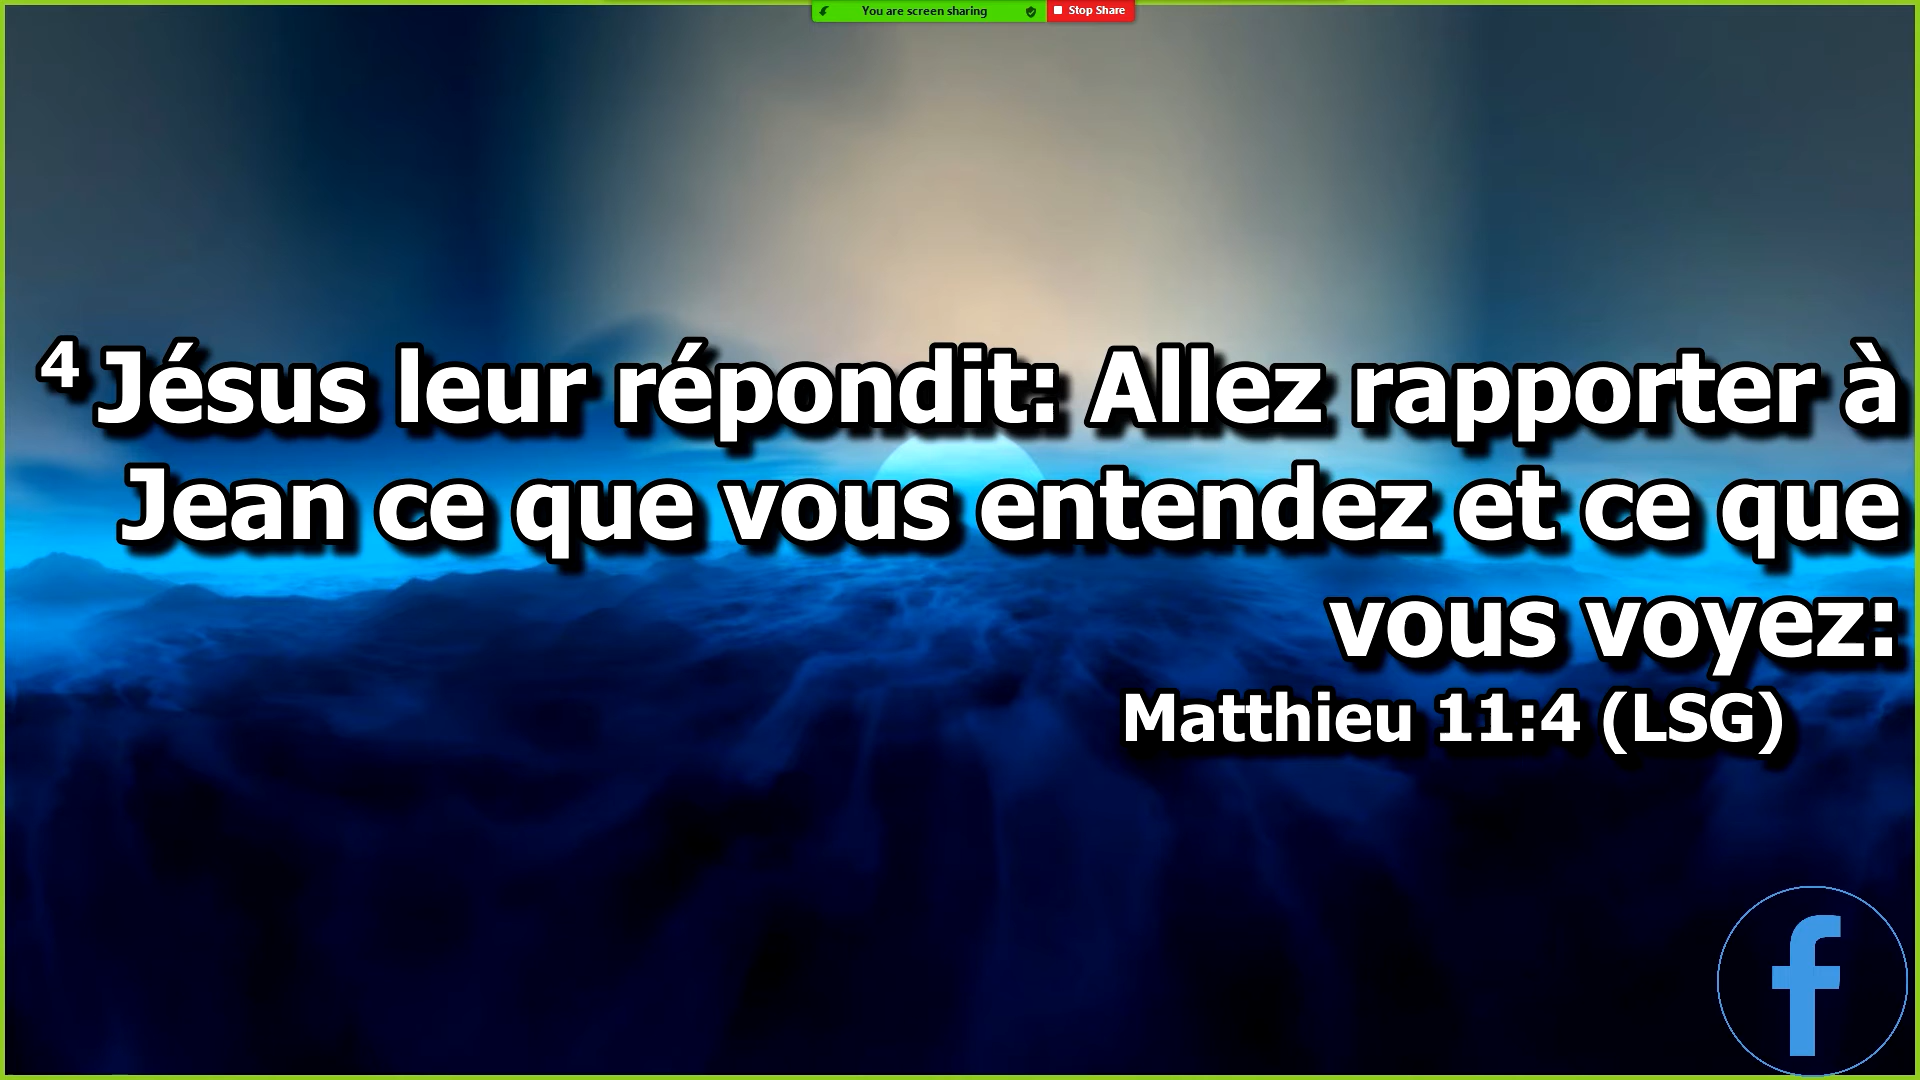 You are screen sharing Stop Share
4 Jésus leur répondit: Allez rapporter à
Jean ce que vous entendez et ce que
vous voyez:
Matthieu 11:4 (LSG)
f